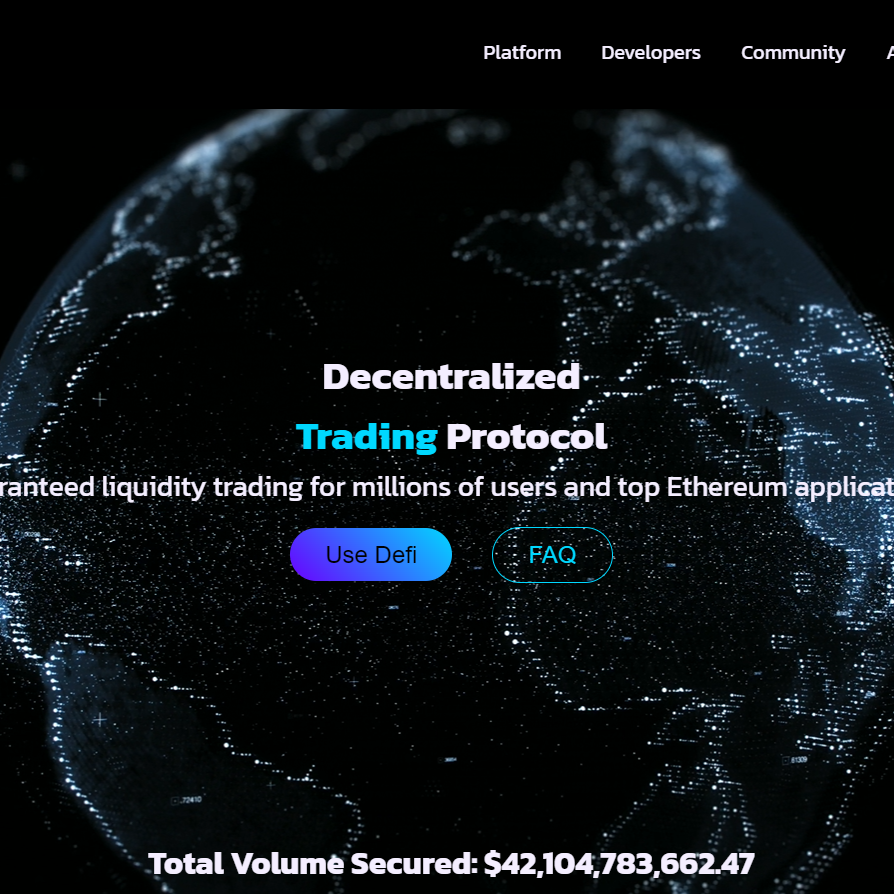 Platform Developers Community
Decentralized
Trading Protocol
ranteed liquidity trading for millions of users and top Ethereum applicat
Use Defi FAQ
Total Volume Secured: $42,104,783,662.47